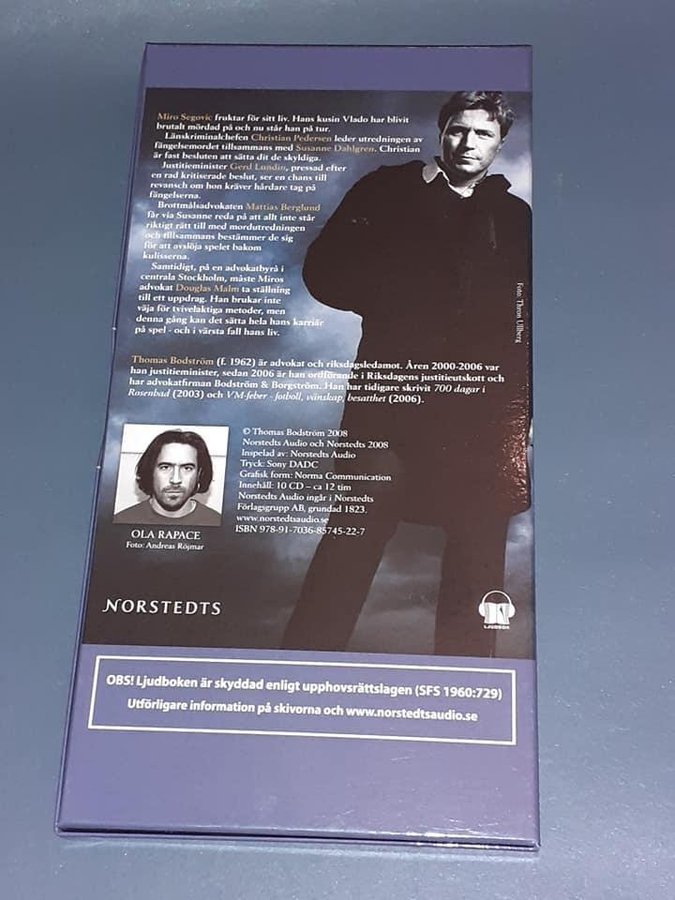 Miro Segovic fruktar för sitt liv. Hans kusin Vlado har blivit
brutalt mördad på och nu står han på tur.
Länskriminalchefen Christian Pedersen leder utredningen av
fängelsemordet tillsammans med Susanne Dahlgren. Christian
är fast besluten att sätta dit de skyldiga.
Justitieminister Gerd Lundin, pressad efter
en rad kritiserade beslut, ser en chans till
revansch om hon kräver hårdare tag på
fängelserna.
Brottmålsadvokaten Mattias Berglund
får via Susanne reda på att allt inte står
riktigt rätt till med mordutredningen
och tillsammans bestämmer de sig
för att avslöja spelet bakom
kulisserna.
Samtidigt, på en advokatbyrå i
centrala Stockholm, måste Miros
advokat Douglas Malm ta ställning
till ett uppdrag. Han brukar inte
väja för tvivelaktiga metoder, men
denna gång kan det sätta hela hans karriär
på spel - och i värsta fall hans liv.
Foto: Thron Ullberg
Thomas Bodström (f. 1962) är advokat och riksdagsledamot. Åren 2000-2006 var
han justitieminister, sedan 2006 är han ordförande i Riksdagens justitieutskott och
har advokatfirman Bodström & Borgström. Han har tidigare skrivit 700 dagar i
Rosenbad (2003) och VM-feber - fotboll, vänskap, besatthet (2006).
© Thomas Bodström 2008
Norstedts Audio och Norstedts 2008
Inspelad av: Norstedts Audio
Tryck: Sony DADC
Grafisk form: Norma Communication
Innehåll: 10 CD – ca 12 tim
Norstedts Audio ingår i Norstedts
Förlagsgrupp AB, grundad 1823.
www.norstedtsaudio.se
ISBN 978-91-7036-85745-22-7
OLA RAPACE
Foto: Andreas Röjmar
NORSTEDTS
LJUDBOK
OBS! Ljudboken är skyddad enligt upphovsrättslagen (SFS 1960:729)
Utförligare information på skivorna och www.norstedtsaudio.se